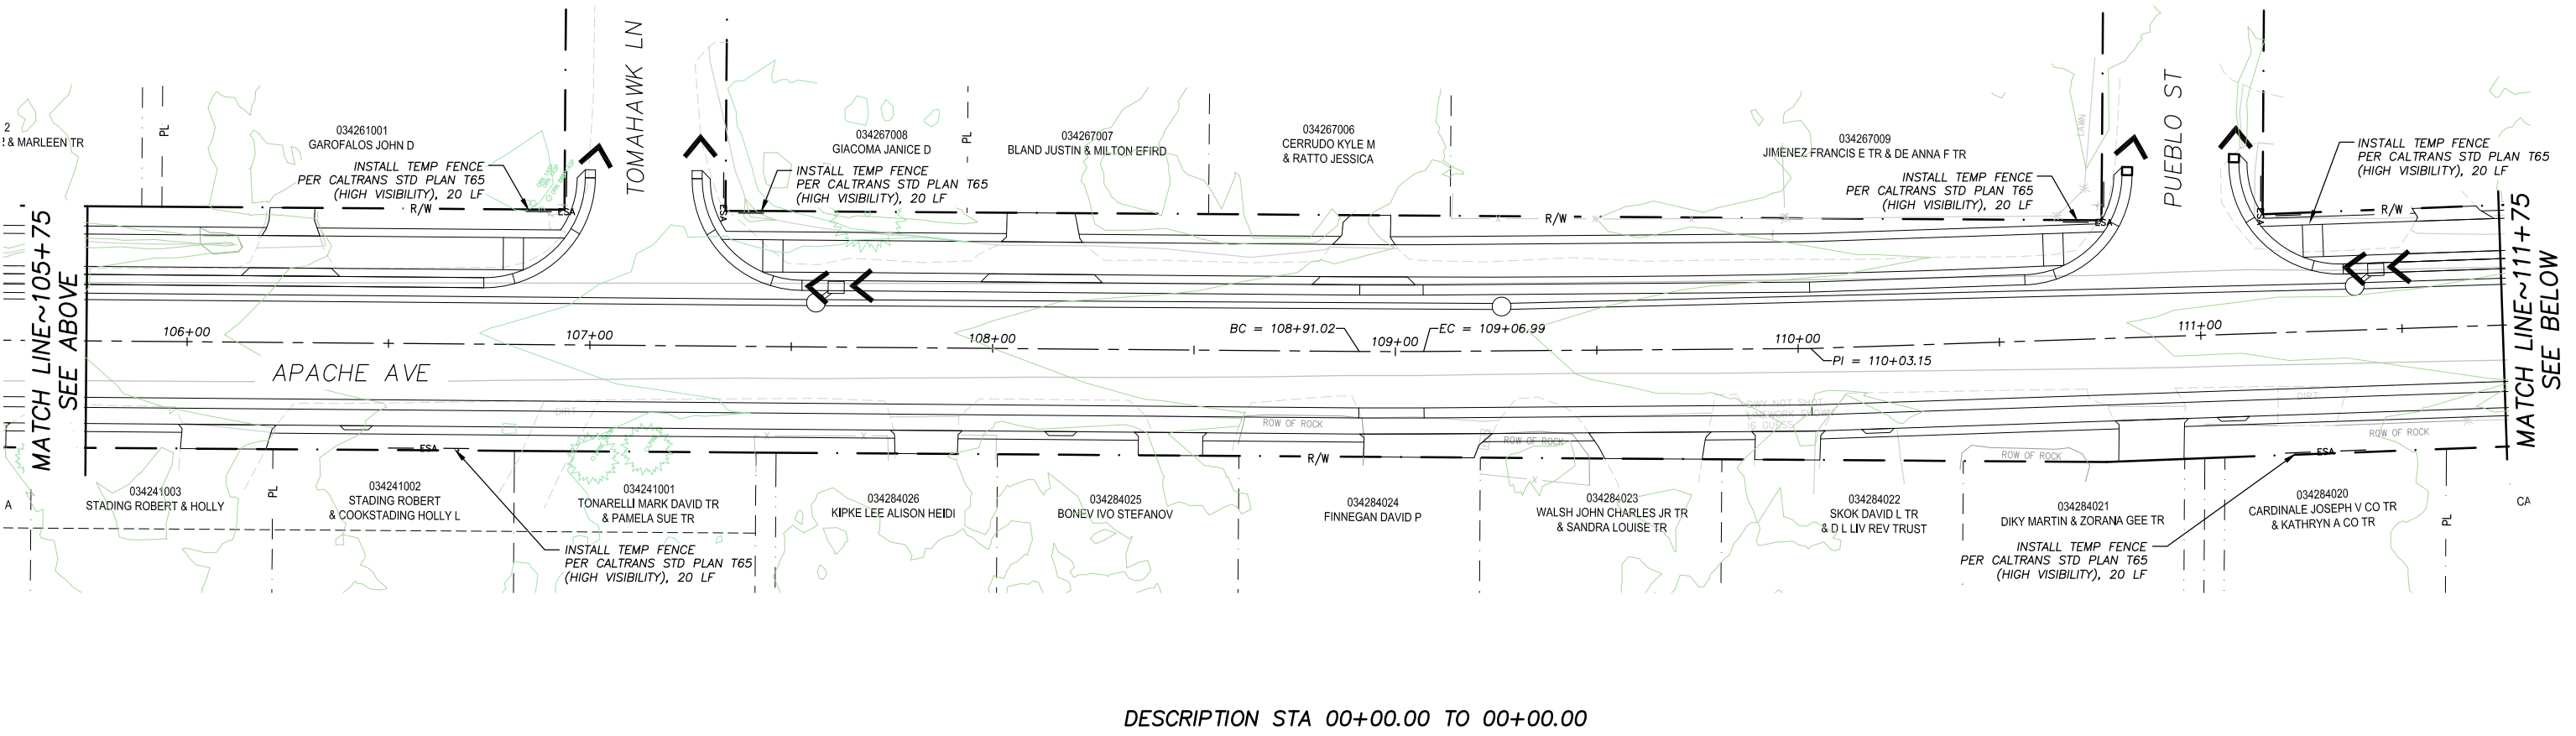 TOMAHAWK LN
PUEBLO ST
2
& MARLEEN TR
PL
034261001
GAROFALOS JOHN D
INSTALL TEMP FENCE
PER CALTRANS STD PLAN T65
(HIGH VISIBILITY), 20 LF
R/W
ESA
ESA
034267008
GIACOMA JANICE D
INSTALL TEMP FENCE
PER CALTRANS STD PLAN T65
(HIGH VISIBILITY), 20 LF
PL
034267007
BLAND JUSTIN & MILTON EFIRD
034267006
CERRUDO KYLE M
& RATTO JESSICA
034267009
JIMENEZ FRANCIS E TR & DE ANNA F TR
LAWN
INSTALL TEMP FENCE
PER CALTRANS STD PLAN T65
(HIGH VISIBILITY), 20 LF
R/W
ESA
ESA
INSTALL TEMP FENCE
PER CALTRANS STD PLAN T65
(HIGH VISIBILITY), 20 LF
R/W
MATCH LINE~105+75
SEE ABOVE
MATCH LINE~111+75
SEE BELOW
106+00
107+00
108+00
BC = 108+91.02
109+00
EC = 109+06.99
110+00
PI = 110+03.15
111+00
APACHE AVE
DIRT
OWY NOT SHOT
LINEWORK SHOWN
IS GUESS
DIRT
ROW OF ROCK
ROW OF ROCK
ROW OF ROCK
ROW OF ROCK
ESA
R/W
ESA
A
034241003
STADING ROBERT & HOLLY
PL
034241002
STADING ROBERT
& COOKSTADING HOLLY L
034241001
TONARELLI MARK DAVID TR
& PAMELA SUE TR
INSTALL TEMP FENCE
PER CALTRANS STD PLAN T65
(HIGH VISIBILITY), 20 LF
034284026
KIPKE LEE ALISON HEIDI
034284025
BONEV IVO STEFANOV
034284024
FINNEGAN DAVID P
034284023
WALSH JOHN CHARLES JR TR
& SANDRA LOUISE TR
034284022
SKOK DAVID L TR
& D L LIV REV TRUST
034284021
DIKY MARTIN & ZORANA GEE TR
INSTALL TEMP FENCE
PER CALTRANS STD PLAN T65
(HIGH VISIBILITY), 20 LF
034284020
CARDINALE JOSEPH V CO TR
& KATHRYN A CO TR
PL
CA
DESCRIPTION STA 00+00.00 TO 00+00.00